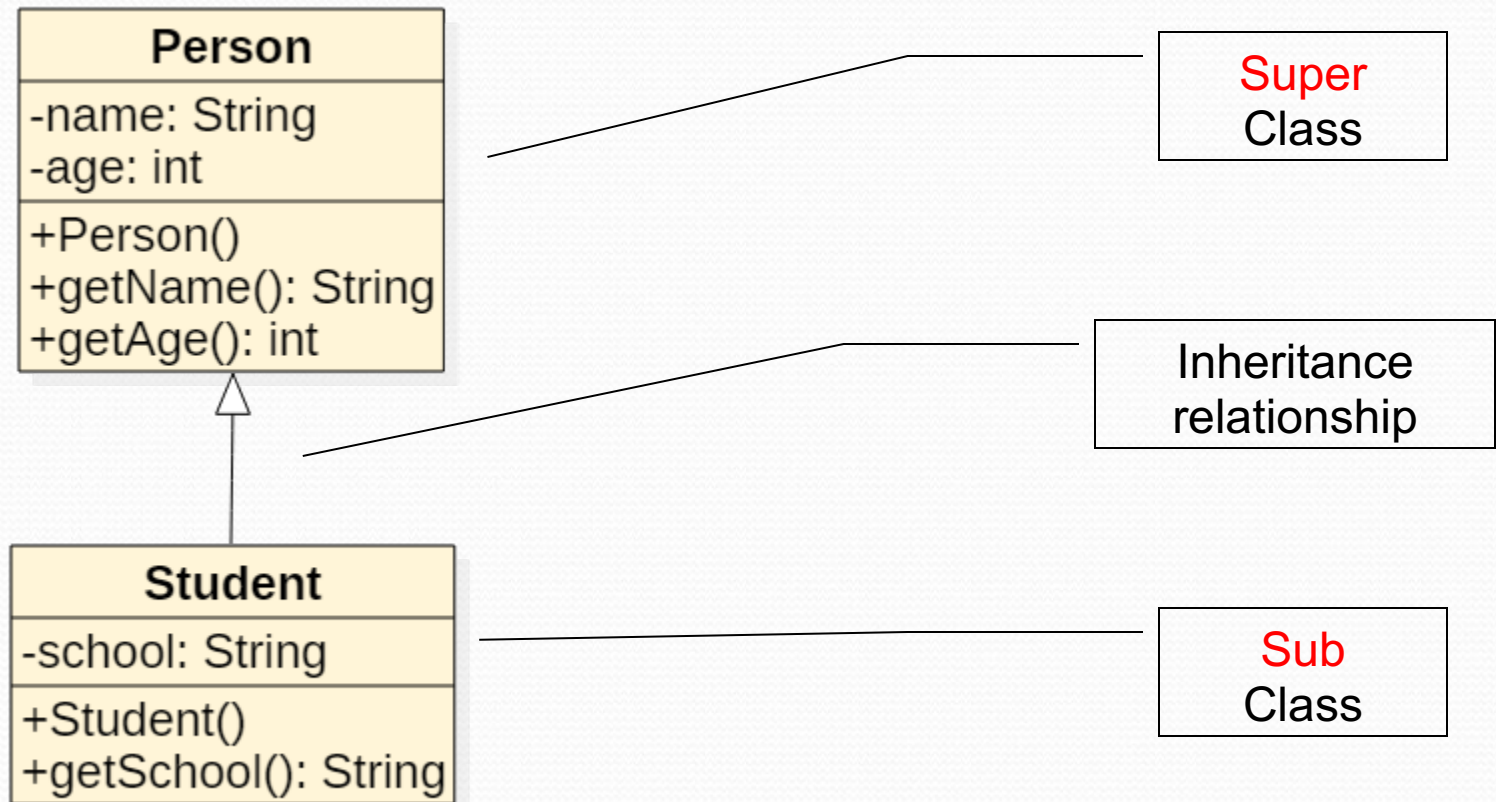 Person
-name: String
-age: int
+Person()
+getName(): String
+getAge(): int
Super
Class
Inheritance
relationship
Student
-school: String
+Student()
+getSchool(): String
Sub
Class